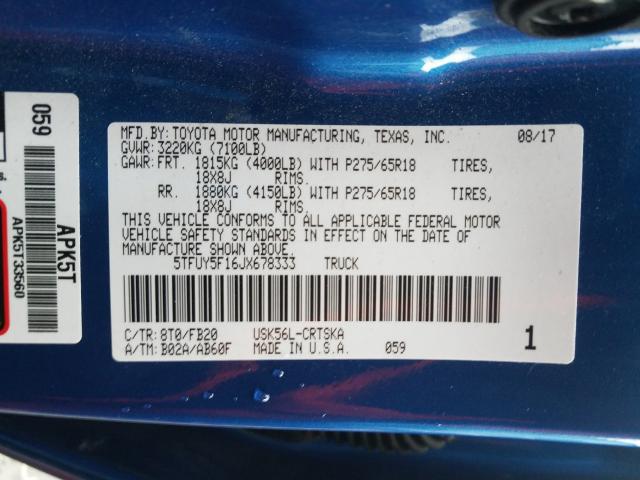 MFD.BY: TOYOTA MOTOR MANUFACTURING, TEXAS, INC. 08/17
GVWR: 3220KG (7100LB)
GAWR: FRT. 1815KG (4000LB) WITH P275/65R18 TIRES,
18X8J RIMS
RR. 1880KG (4150LB) WITH P275/65R18 TIRES,
18X8J RIMS.
THIS VEHICLE CONFORMS TO ALL APPLICABLE FEDERAL MOTOR
VEHICLE SAFETY STANDARDS IN EFFECT ON THE DATE OF
MANUFACTURE SHOWN ABOVE.
5TFUY5F16JX678333 TRUCK
C/TR: 8T0/FB20 USK56L-CRTSKA
A/TM: B02A/AB60F MADE IN U.S.A. 059
1
059
APK5T
APK5T33560